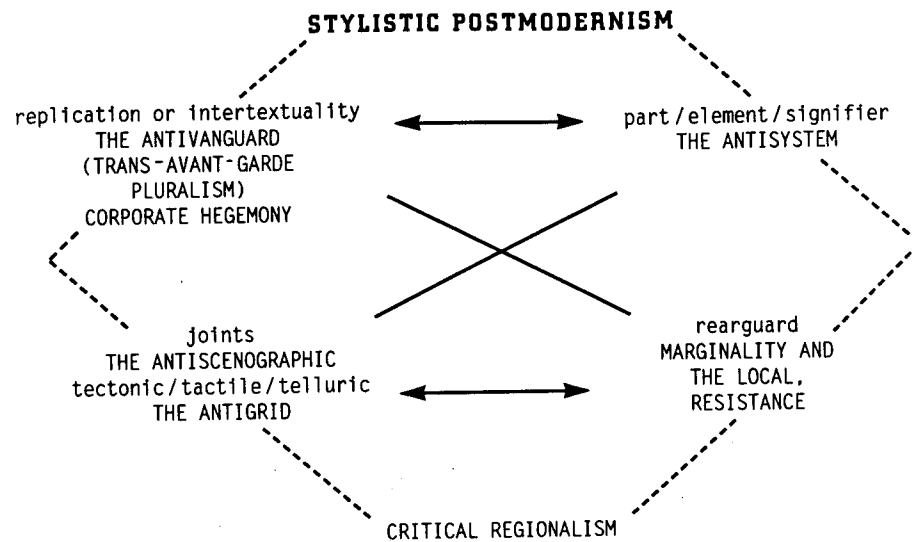 STYLISTIC POSTMODERNISM
replication or intertextuality
THE ANTIVANGUARD
(TRANS-AVANT-GARDE
PLURALISM)
CORPORATE HEGEMONY
part/element/signifier
THE ANTISYSTEM
joints
THE ANTISCENOGRAPHIC
tectonic/tactile/telluric
THE ANTIGRID
rearguard
MARGINALITY AND
THE LOCAL,
RESISTANCE
CRITICAL REGIONALISM